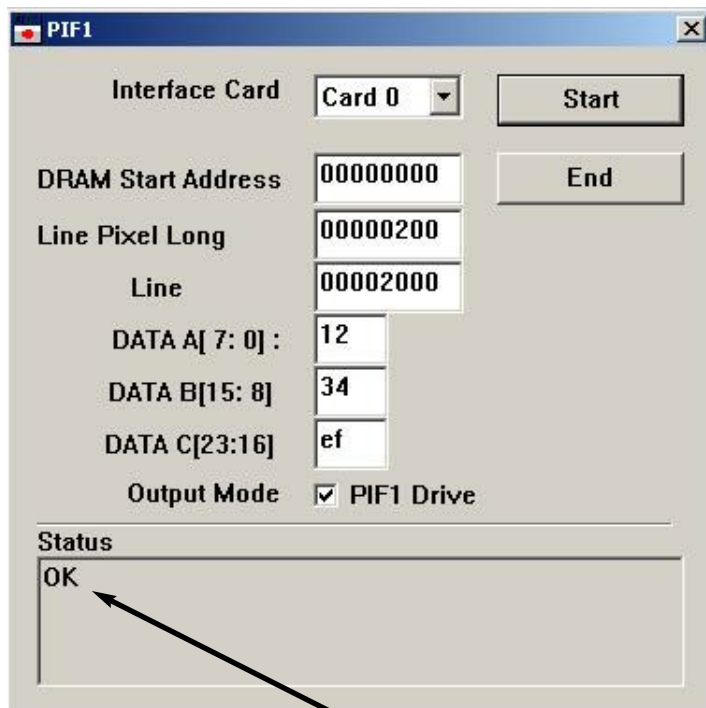 PIF1
Interface Card Card 0 Start
DRAM Start Address 00000000 End
Line Pixel Long 00000200
Line 00002000
DATA A[ 7: 0] : 12
DATA B[15: 8] 34
DATA C[23:16] ef
Output Mode PIF1 Drive
Status
OK